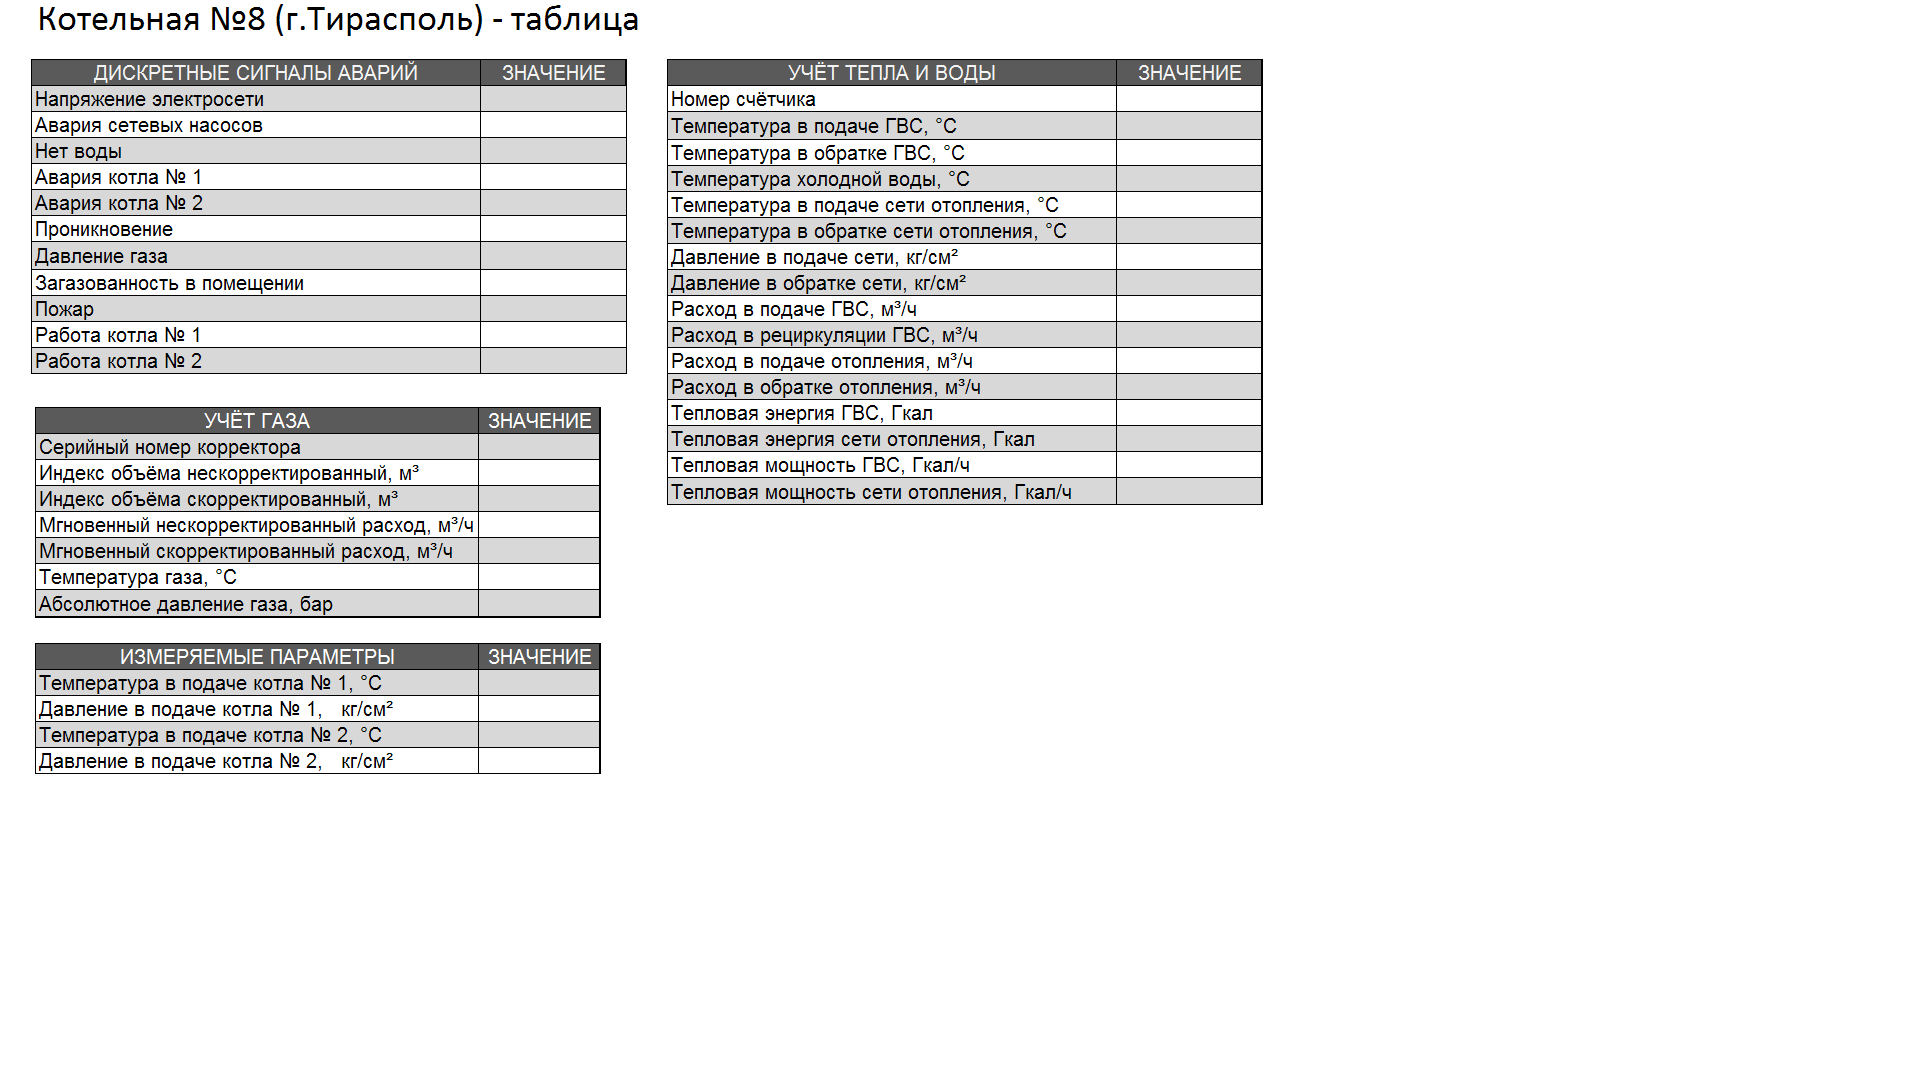 Котельная №8 (г.Тирасполь) - таблица
ДИСКРЕТНЫЕ СИГНАЛЫ АВАРИЙ ЗНАЧЕНИЕ
Напряжение электросети
Авария сетевых насосов
Нет воды
Авария котла № 1
Авария котла № 2
Проникновение
Давление газа
Загазованность в помещении
Пожар
Работа котла № 1
Работа котла № 2
УЧЁТ ГАЗА ЗНАЧЕНИЕ
Серийный номер корректора
Индекс объёма нескорректированный, м³
Индекс объёма скорректированный, м³
Мгновенный нескорректированный расход, м³/ч
Мгновенный скорректированный расход, м³/ч
Температура газа, °С
Абсолютное давление газа, бар
ИЗМЕРЯЕМЫЕ ПАРАМЕТРЫ ЗНАЧЕНИЕ
Температура в подаче котла № 1, °С
Давление в подаче котла № 1, кг/см²
Температура в подаче котла № 2, °С
Давление в подаче котла № 2, кг/см²
УЧЁТ ТЕПЛА И ВОДЫ ЗНАЧЕНИЕ
Номер счётчика
Температура в подаче ГВС, °С
Температура в обратке ГВС, °С
Температура холодной воды, °С
Температура в подаче сети отопления, °С
Температура в обратке сети отопления, °С
Давление в подаче сети, кг/см²
Давление в обратке сети, кг/см²
Расход в подаче ГВС, м³/ч
Расход в рециркуляции ГВС, м³/ч
Расход в подаче отопления, м³/ч
Расход в обратке отопления, м³/ч
Тепловая энергия ГВС, Гкал
Тепловая энергия сети отопления, Гкал
Тепловая мощность ГВС, Гкал/ч
Тепловая мощность сети отопления, Гкал/ч